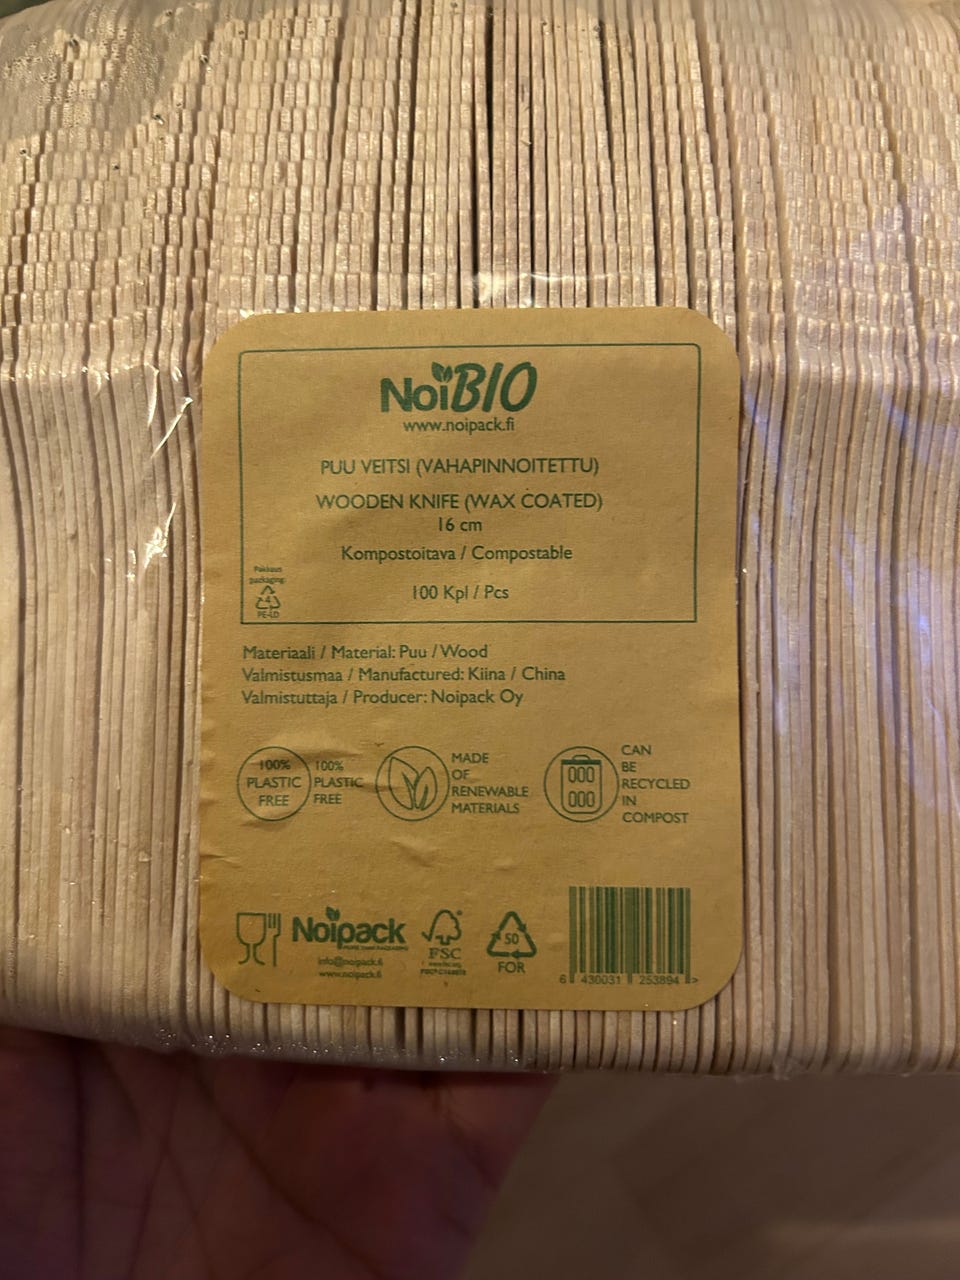 NoiBIO
www.noipack.fi
PUU VEITSI (VAHAPINNOITETTU)
WOODEN KNIFE (WAX COATED)
16 cm
Kompostoitava / Compostable
100 Kpl / Pcs
Pakkaus
packaging:
4
PE-LD
Materiaali / Material: Puu / Wood
Valmistusmaa / Manufactured: Kiina / China
Valmistuttaja / Producer: Noipack Oy
100%
PLASTIC
FREE
100%
PLASTIC
FREE
MADE
OF
RENEWABLE
MATERIALS
CAN
BE
RECYCLED
IN
COMPOST
Noipack
info@noipack.fi
www.noipack.fi
FSC
www.fsc.org
50
FOR
6 430031 253894 >